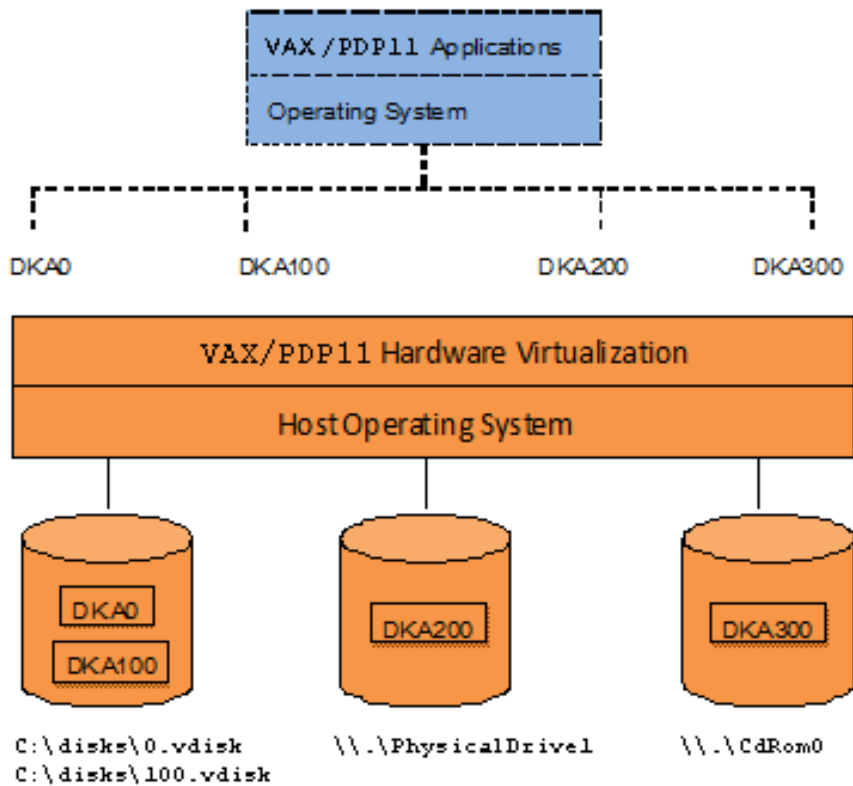 VAX/PDP11 Applications
Operating System
DKA0 DKA100 DKA200 DKA300
VAX/PDP11 Hardware Virtualization
Host Operating System
DKA0
DKA100
DKA200
DKA300
C:\disks\0.vdisk
C:\disks\100.vdisk
\\.\PhysicalDrive1
\\.\CdRom0